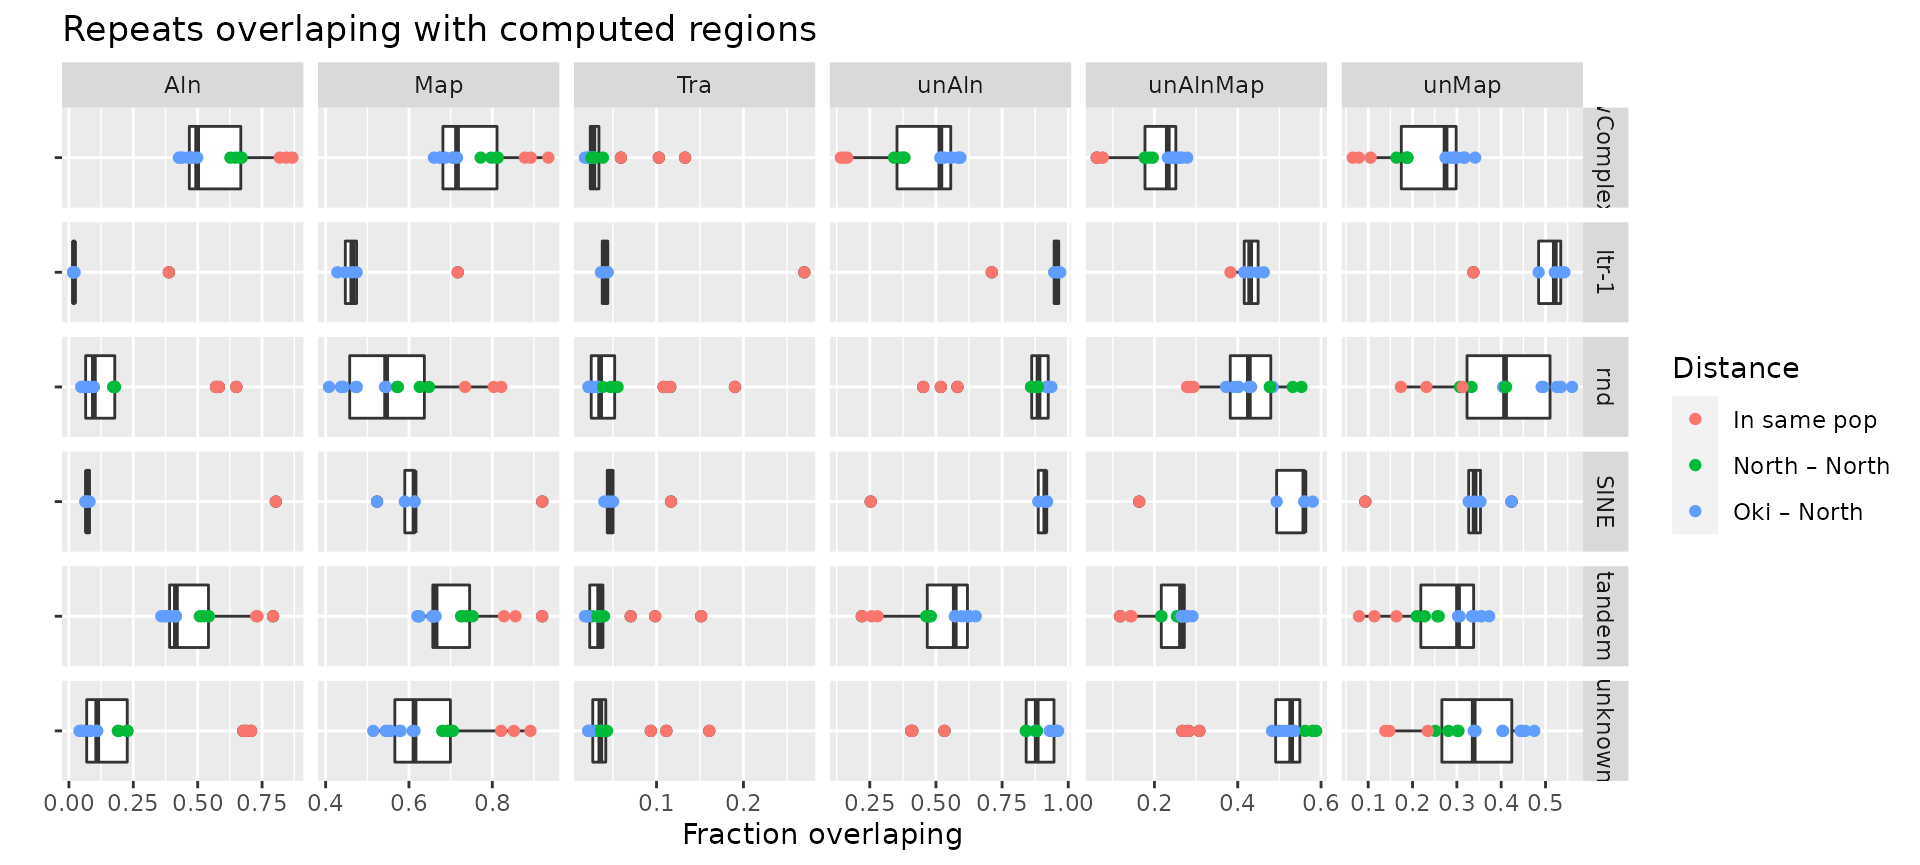 Repeats overlaping with computed regions
Aln Map Tra unAln unAlnMap unMap
ltr-1
rnd
SINE
tandem
unknown
0.00 0.25 0.50 0.75 0.4 0.6 0.8 0.1 0.2 0.25 0.50 0.75 1.00 0.2 0.4 0.6 0.1 0.2 0.3 0.4 0.5
Fraction overlaping
Distance
In same pop
North – North
Oki – North